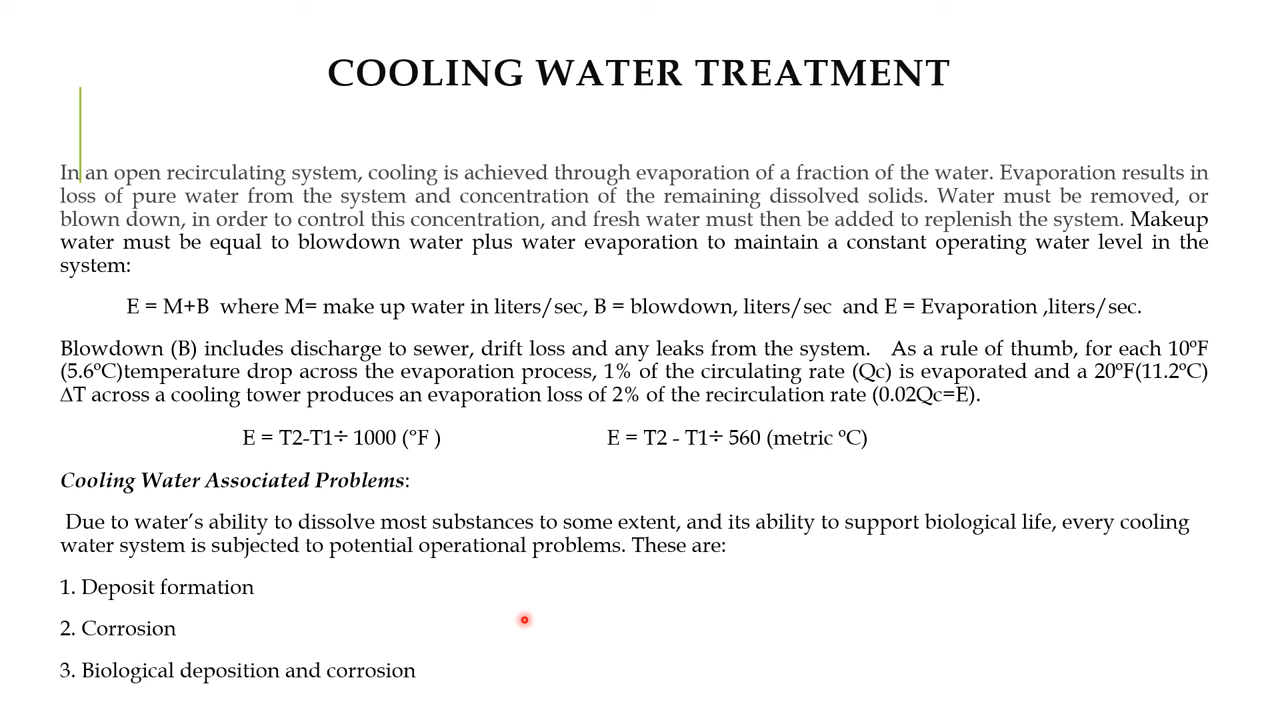 COOLING WATER TREATMENT
In an open recirculating system, cooling is achieved through evaporation of a fraction of the water. Evaporation results in
loss of pure water from the system and concentration of the remaining dissolved solids. Water must be removed, or
blown down, in order to control this concentration, and fresh water must then be added to replenish the system. Makeup
water must be equal to blowdown water plus water evaporation to maintain a constant operating water level in the
system:
E = M+B where M= make up water in liters/sec, B = blowdown, liters/sec and E = Evaporation ,liters/sec.
Blowdown (B) includes discharge to sewer, drift loss and any leaks from the system. As a rule of thumb, for each 10ºF
(5.6ºC)temperature drop across the evaporation process, 1% of the circulating rate (Qc) is evaporated and a 20ºF(11.2ºC)
ΔT across a cooling tower produces an evaporation loss of 2% of the recirculation rate (0.02Qc=E).
E = T2-T1÷ 1000 (°F ) E = T2 - T1÷ 560 (metric ºC)
Cooling Water Associated Problems:
Due to water’s ability to dissolve most substances to some extent, and its ability to support biological life, every cooling
water system is subjected to potential operational problems. These are:
1. Deposit formation
2. Corrosion
3. Biological deposition and corrosion